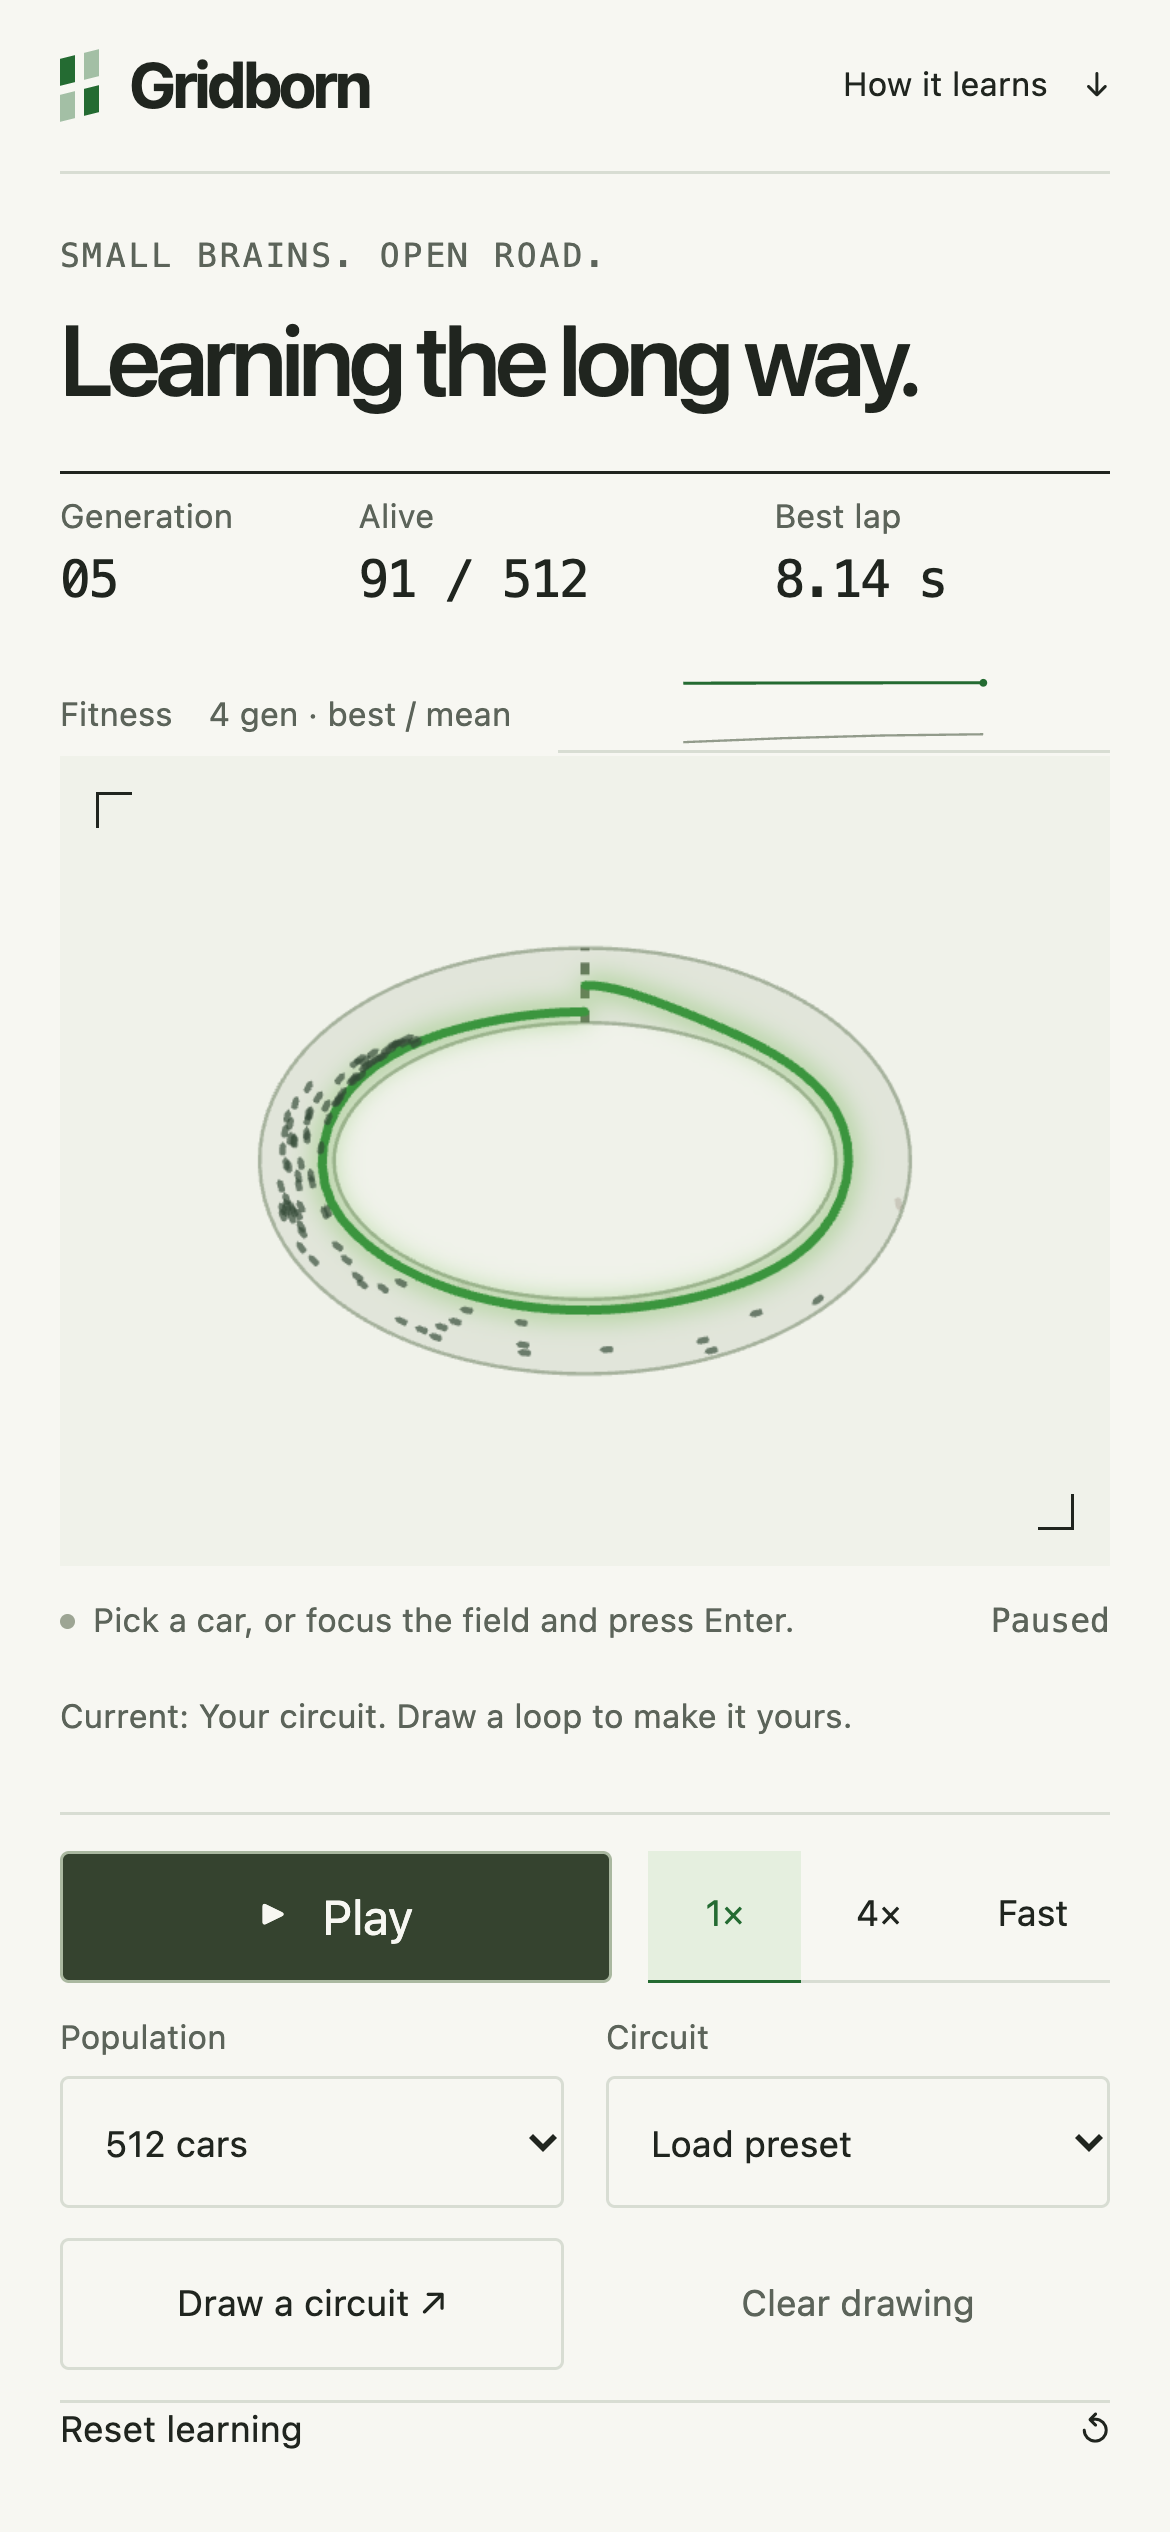 Gridborn
How it learns ↓
SMALL BRAINS. OPEN ROAD.
Learning the long way.
Generation Alive Best lap
05 91 / 512 8.14 s
Fitness 4 gen · best / mean
Pick a car, or focus the field and press Enter. Paused
Current: Your circuit. Draw a loop to make it yours.
Play 1× 4× Fast
Population Circuit
512 cars Load preset
Draw a circuit ↗ Clear drawing
Reset learning